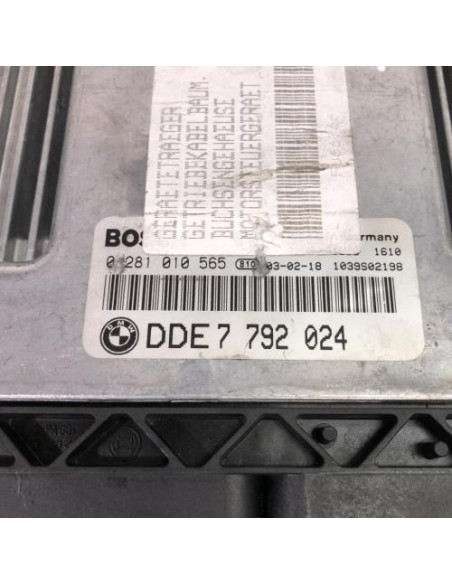 GERAETETRAEGER
GETRIEBEKABELBAUM.
BUCHSENGEHAEUSE
MOTORSTEUERGERAET
BOS
1610
0 281 010 565 810 03-02-18 1039S02198
BMW
DDE 7 792 024